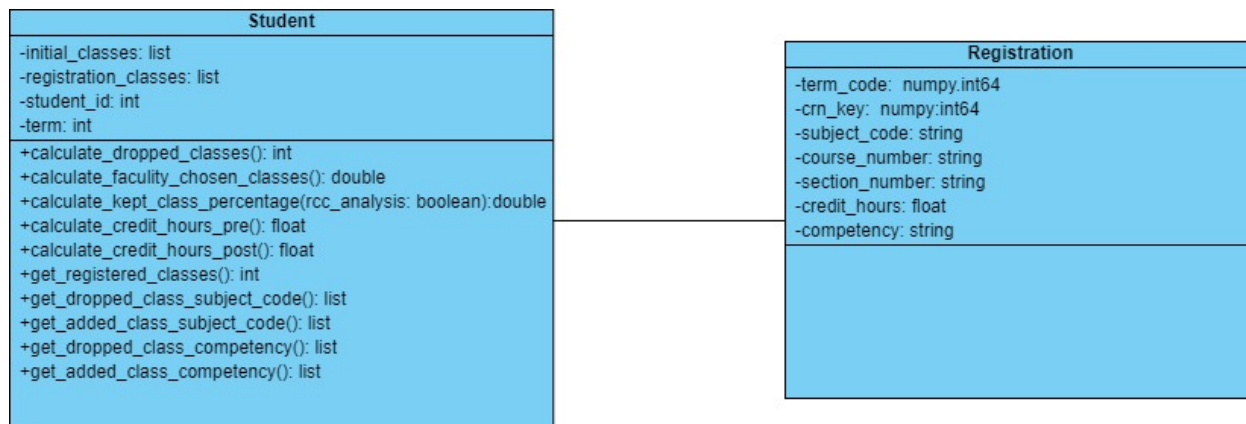 Student
-initial_classes: list
-registration_classes: list
-student_id: int
-term: int
+calculate_dropped_classes(): int
+calculate_faculity_chosen_classes(): double
+calculate_kept_class_percentage(rcc_analysis: boolean):double
+calculate_credit_hours_pre(): float
+calculate_credit_hours_post(): float
+get_registered_classes(): int
+get_dropped_class_subject_code(): list
+get_added_class_subject_code(): list
+get_dropped_class_competency(): list
+get_added_class_competency(): list
Registration
-term_code: numpy.int64
-crn_key: numpy:int64
-subject_code: string
-course_number: string
-section_number: string
-credit_hours: float
-competency: string